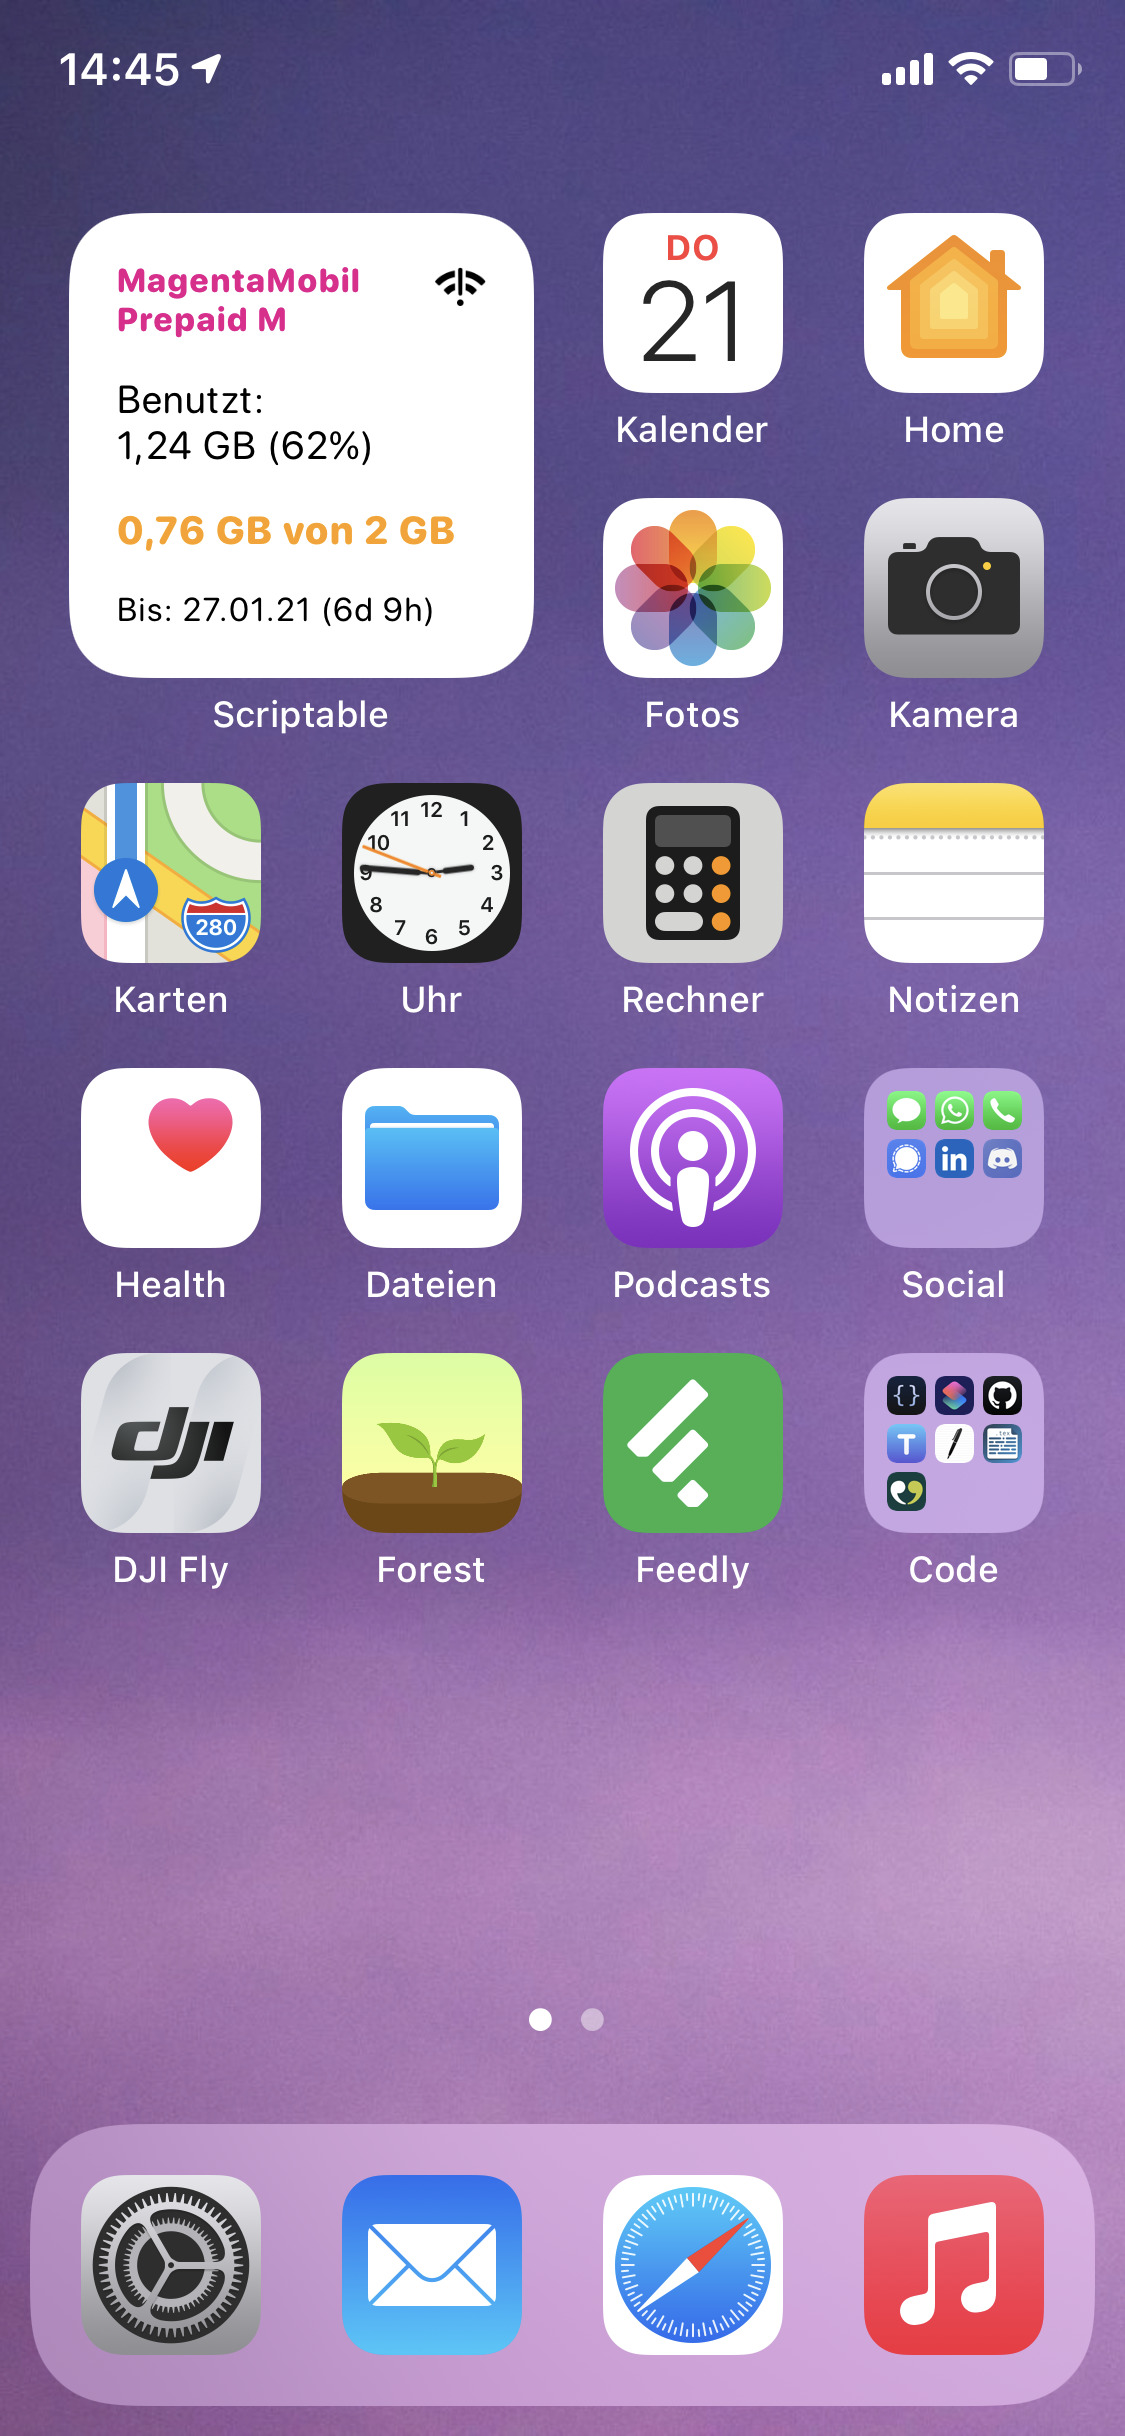 14:45
MagentaMobil
Prepaid M
Benutzt:
1,24 GB (62%)
0,76 GB von 2 GB
Bis: 27.01.21 (6d 9h)
Scriptable
DO
21
Kalender
Home
Fotos
Kamera
280
Karten
12
1
2
3
4
5
6
7
8
9
10
11
Uhr
Rechner
Notizen
Health
Dateien
Podcasts
in
Social
dji
DJI Fly
Forest
Feedly
{}
T
.tex
Code